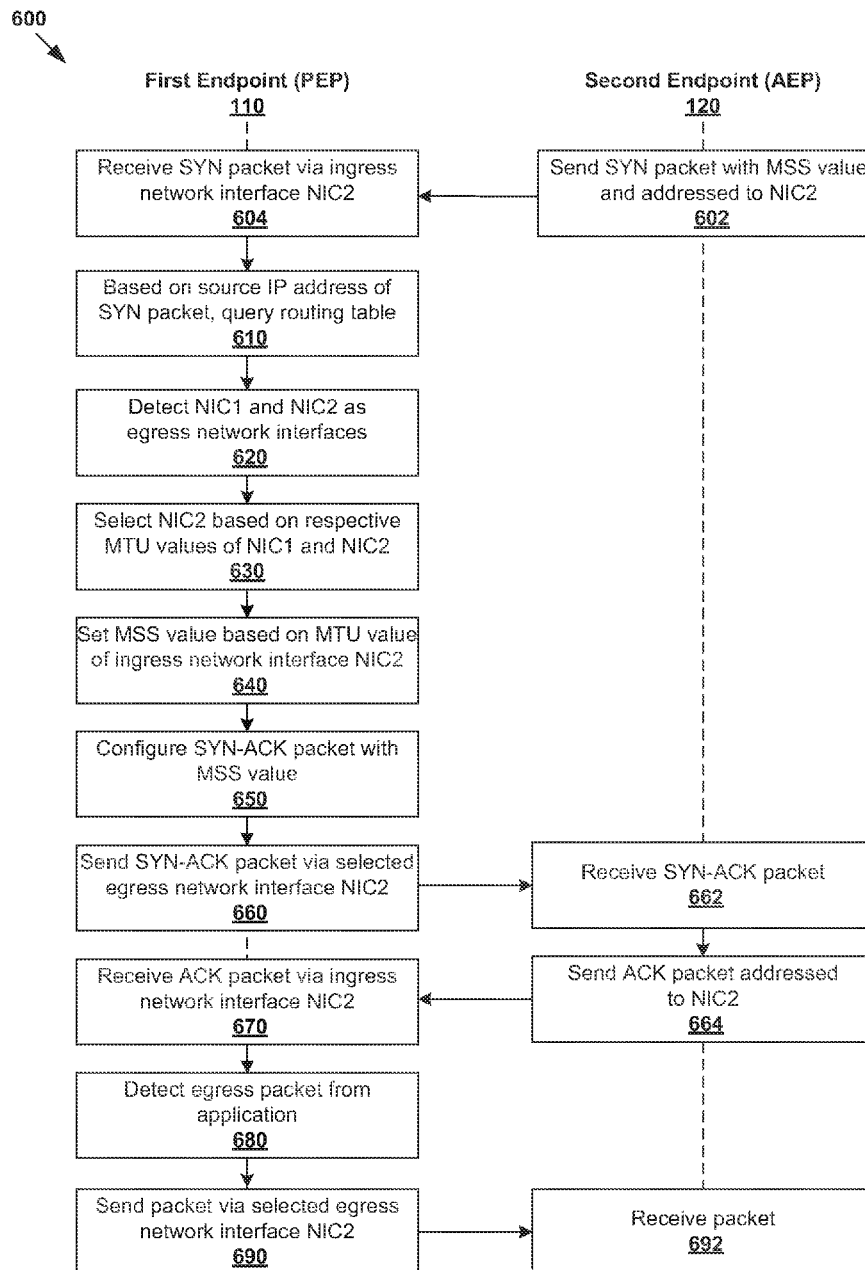 600
First Endpoint (PEP)
110
Second Endpoint (AEP)
120
Receive SYN packet via ingress
network interface NIC2
604
Send SYN packet with MSS value
and addressed to NIC2
602
Based on source IP address of
SYN packet, query routing table
610
Detect NIC1 and NIC2 as
egress network interfaces
620
Select NIC2 based on respective
MTU values of NIC1 and NIC2
630
Set MSS value based on MTU value
of ingress network interface NIC2
640
Configure SYN-ACK packet with
MSS value
650
Send SYN-ACK packet via selected
egress network interface NIC2
660
Receive SYN-ACK packet
662
Receive ACK packet via ingress
network interface NIC2
670
Send ACK packet addressed
to NIC2
664
Detect egress packet from
application
680
Send packet via selected egress
network interface NIC2
690
Receive packet
692